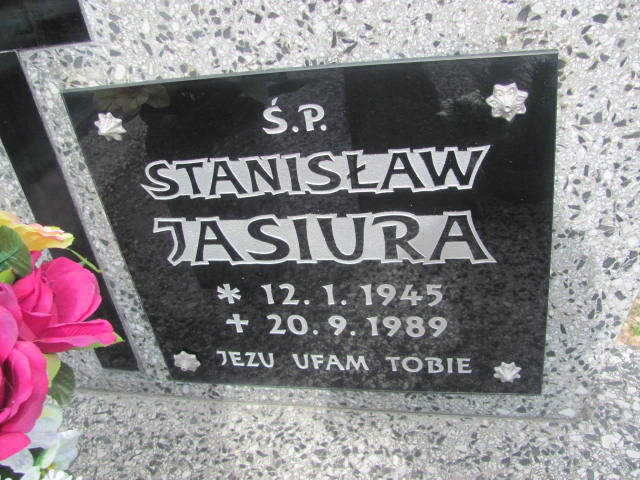 Ś.P.
STANISŁAW
JASIURA
* 12. 1. 1945
✝ 20. 9. 1989
JEZU UFAM TOBIE